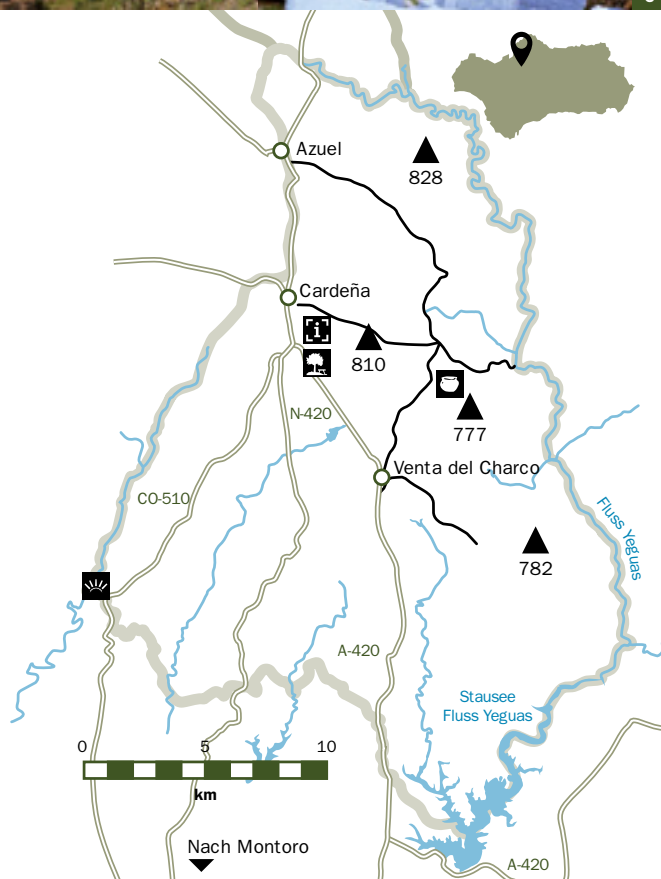 Azuel
828
Cardeña
i
810
777
N-420
Venta del Charco
CO-510
Fluss Yeguas
782
A-420
Stausee
Fluss Yeguas
0 5 10
km
Nach Montoro
A-420